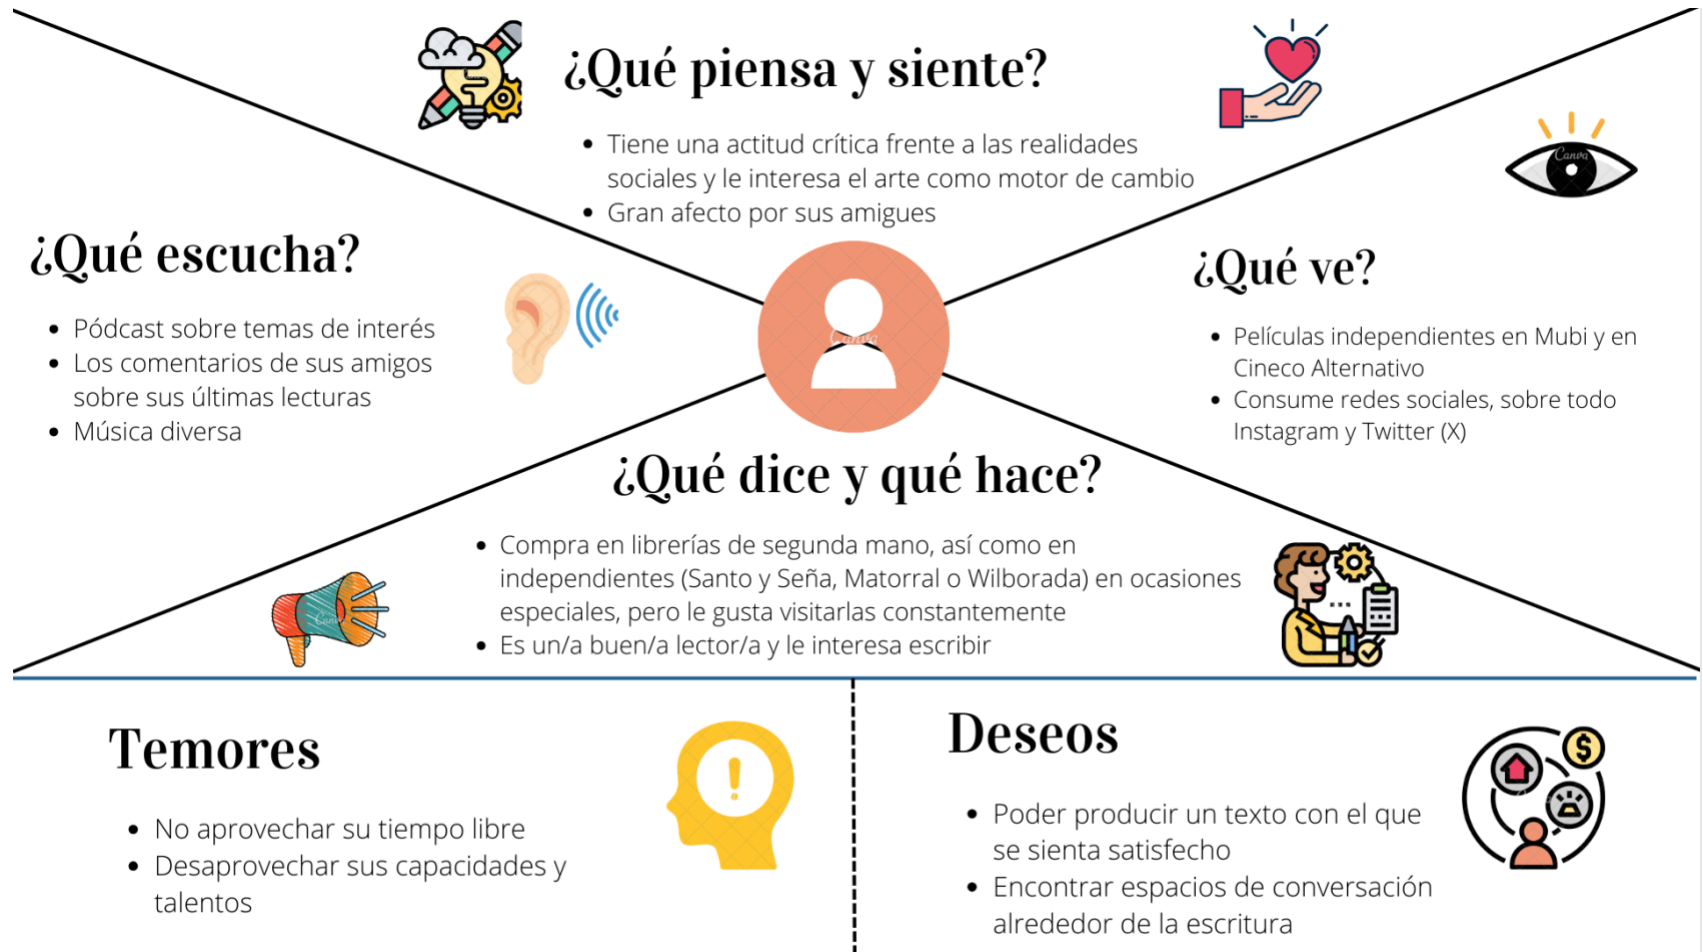 ¿Qué piensa y siente?
Tiene una actitud crítica frente a las realidades
sociales y le interesa el arte como motor de cambio
Gran afecto por sus amigues
¿Qué escucha?
Pódcast sobre temas de interés
Los comentarios de sus amigos
sobre sus últimas lecturas
Música diversa
Canva
¿Qué ve?
Películas independientes en Mubi y en
Cineco Alternativo
Consume redes sociales, sobre todo
Instagram y Twitter (X)
Canva
¿Qué dice y qué hace?
Compra en librerías de segunda mano, así como en
independientes (Santo y Seña, Matorral o Wilborada) en ocasiones
especiales, pero le gusta visitarlas constantemente
Es un/a buen/a lector/a y le interesa escribir
Canva
Temores
No aprovechar su tiempo libre
Desaprovechar sus capacidades y
talentos
Deseos
$
Poder producir un texto con el que
se sienta satisfecho
Encontrar espacios de conversación
alrededor de la escritura